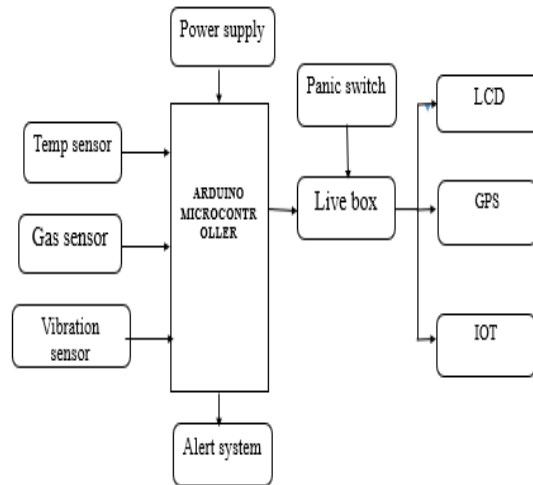 Power supply
Panic switch
LCD
Temp sensor
ARDUINO
MICROCONTR
OLLER
Live box
GPS
Gas sensor
Vibration
sensor
IOT
Alert system